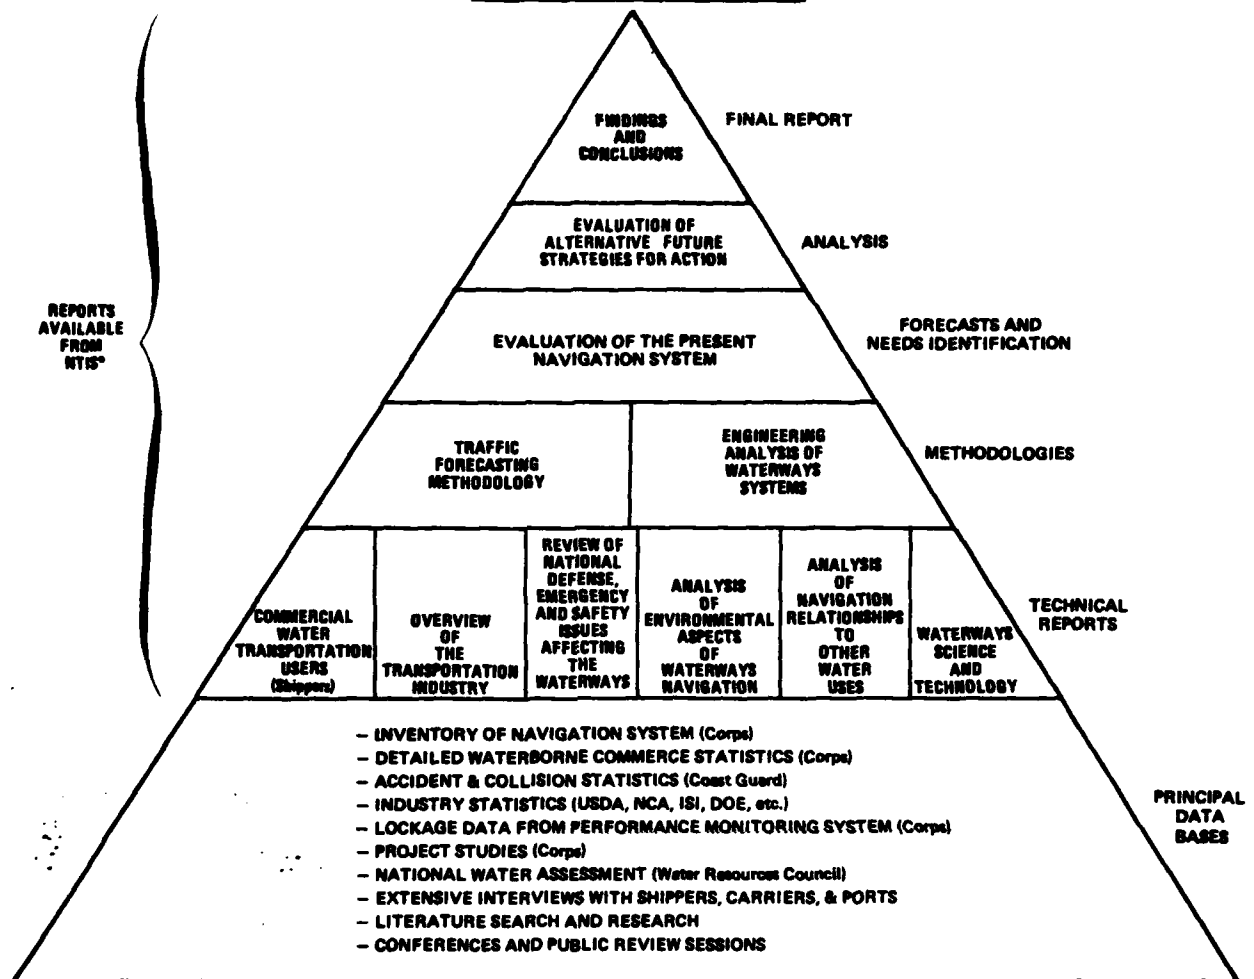 FINDINGS
AND
CONCLUSIONS
FINAL REPORT
EVALUATION OF
ALTERNATIVE FUTURE
STRATEGIES FOR ACTION
ANALYSIS
REPORTS
AVAILABLE
FROM
NTIS*
EVALUATION OF THE PRESENT
NAVIGATION SYSTEM
FORECASTS AND
NEEDS IDENTIFICATION
TRAFFIC
FORECASTING
METHODOLOGY
ENGINEERING
ANALYSIS OF
WATERWAYS
SYSTEMS
METHODOLOGIES
COMMERCIAL
WATER
TRANSPORTATION
USERS
(Shippers)
OVERVIEW
OF
THE
TRANSPORTATION
INDUSTRY
REVIEW OF
NATIONAL
DEFENSE,
EMERGENCY
AND SAFETY
ISSUES
AFFECTING
THE
WATERWAYS
ANALYSIS
OF
ENVIRONMENTAL
ASPECTS
OF
WATERWAYS
NAVIGATION
ANALYSIS
OF
NAVIGATION
RELATIONSHIPS
TO
OTHER
WATER
USES
WATERWAYS
SCIENCE
AND
TECHNOLOGY
TECHNICAL
REPORTS
– INVENTORY OF NAVIGATION SYSTEM (Corps)
– DETAILED WATERBORNE COMMERCE STATISTICS (Corps)
– ACCIDENT & COLLISION STATISTICS (Coast Guard)
– INDUSTRY STATISTICS (USDA, NCA, ISI, DOE, etc.)
– LOCKAGE DATA FROM PERFORMANCE MONITORING SYSTEM (Corps)
– PROJECT STUDIES (Corps)
– NATIONAL WATER ASSESSMENT (Water Resources Council)
– EXTENSIVE INTERVIEWS WITH SHIPPERS, CARRIERS, & PORTS
– LITERATURE SEARCH AND RESEARCH
– CONFERENCES AND PUBLIC REVIEW SESSIONS
PRINCIPAL
DATA
BASES